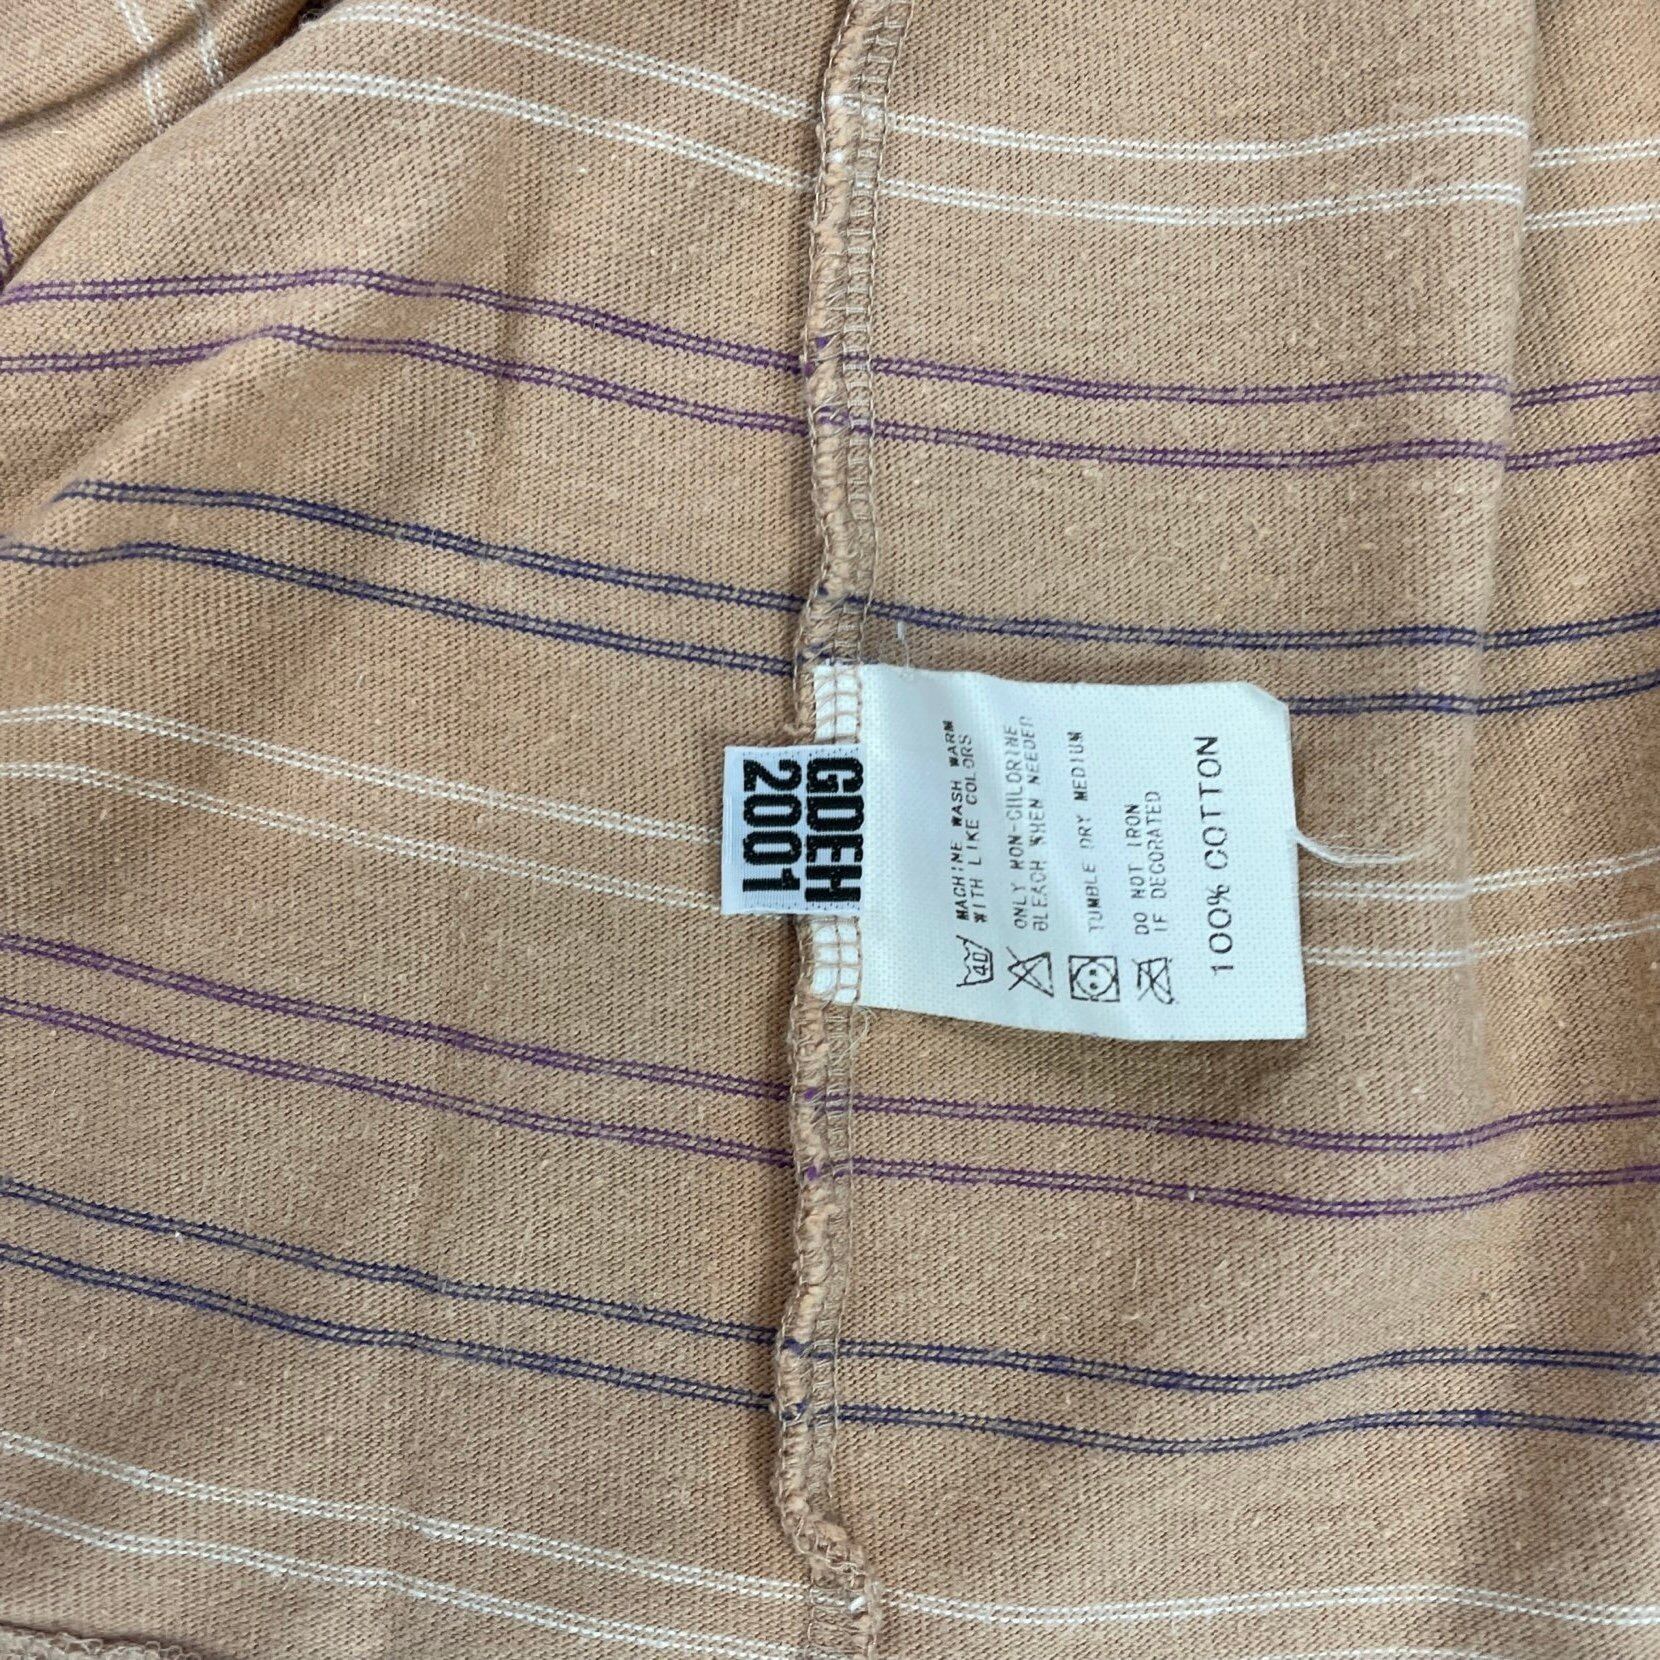 GDEH
2001
MACHINE WASH WARM
WITH LIKE COLORS
40
ONLY NON-CHLORINE
BLEACH WHEN NEEDED
TUMBLE DRY MEDIUM
DO NOT IRON
IF DECORATED
100% COTTON